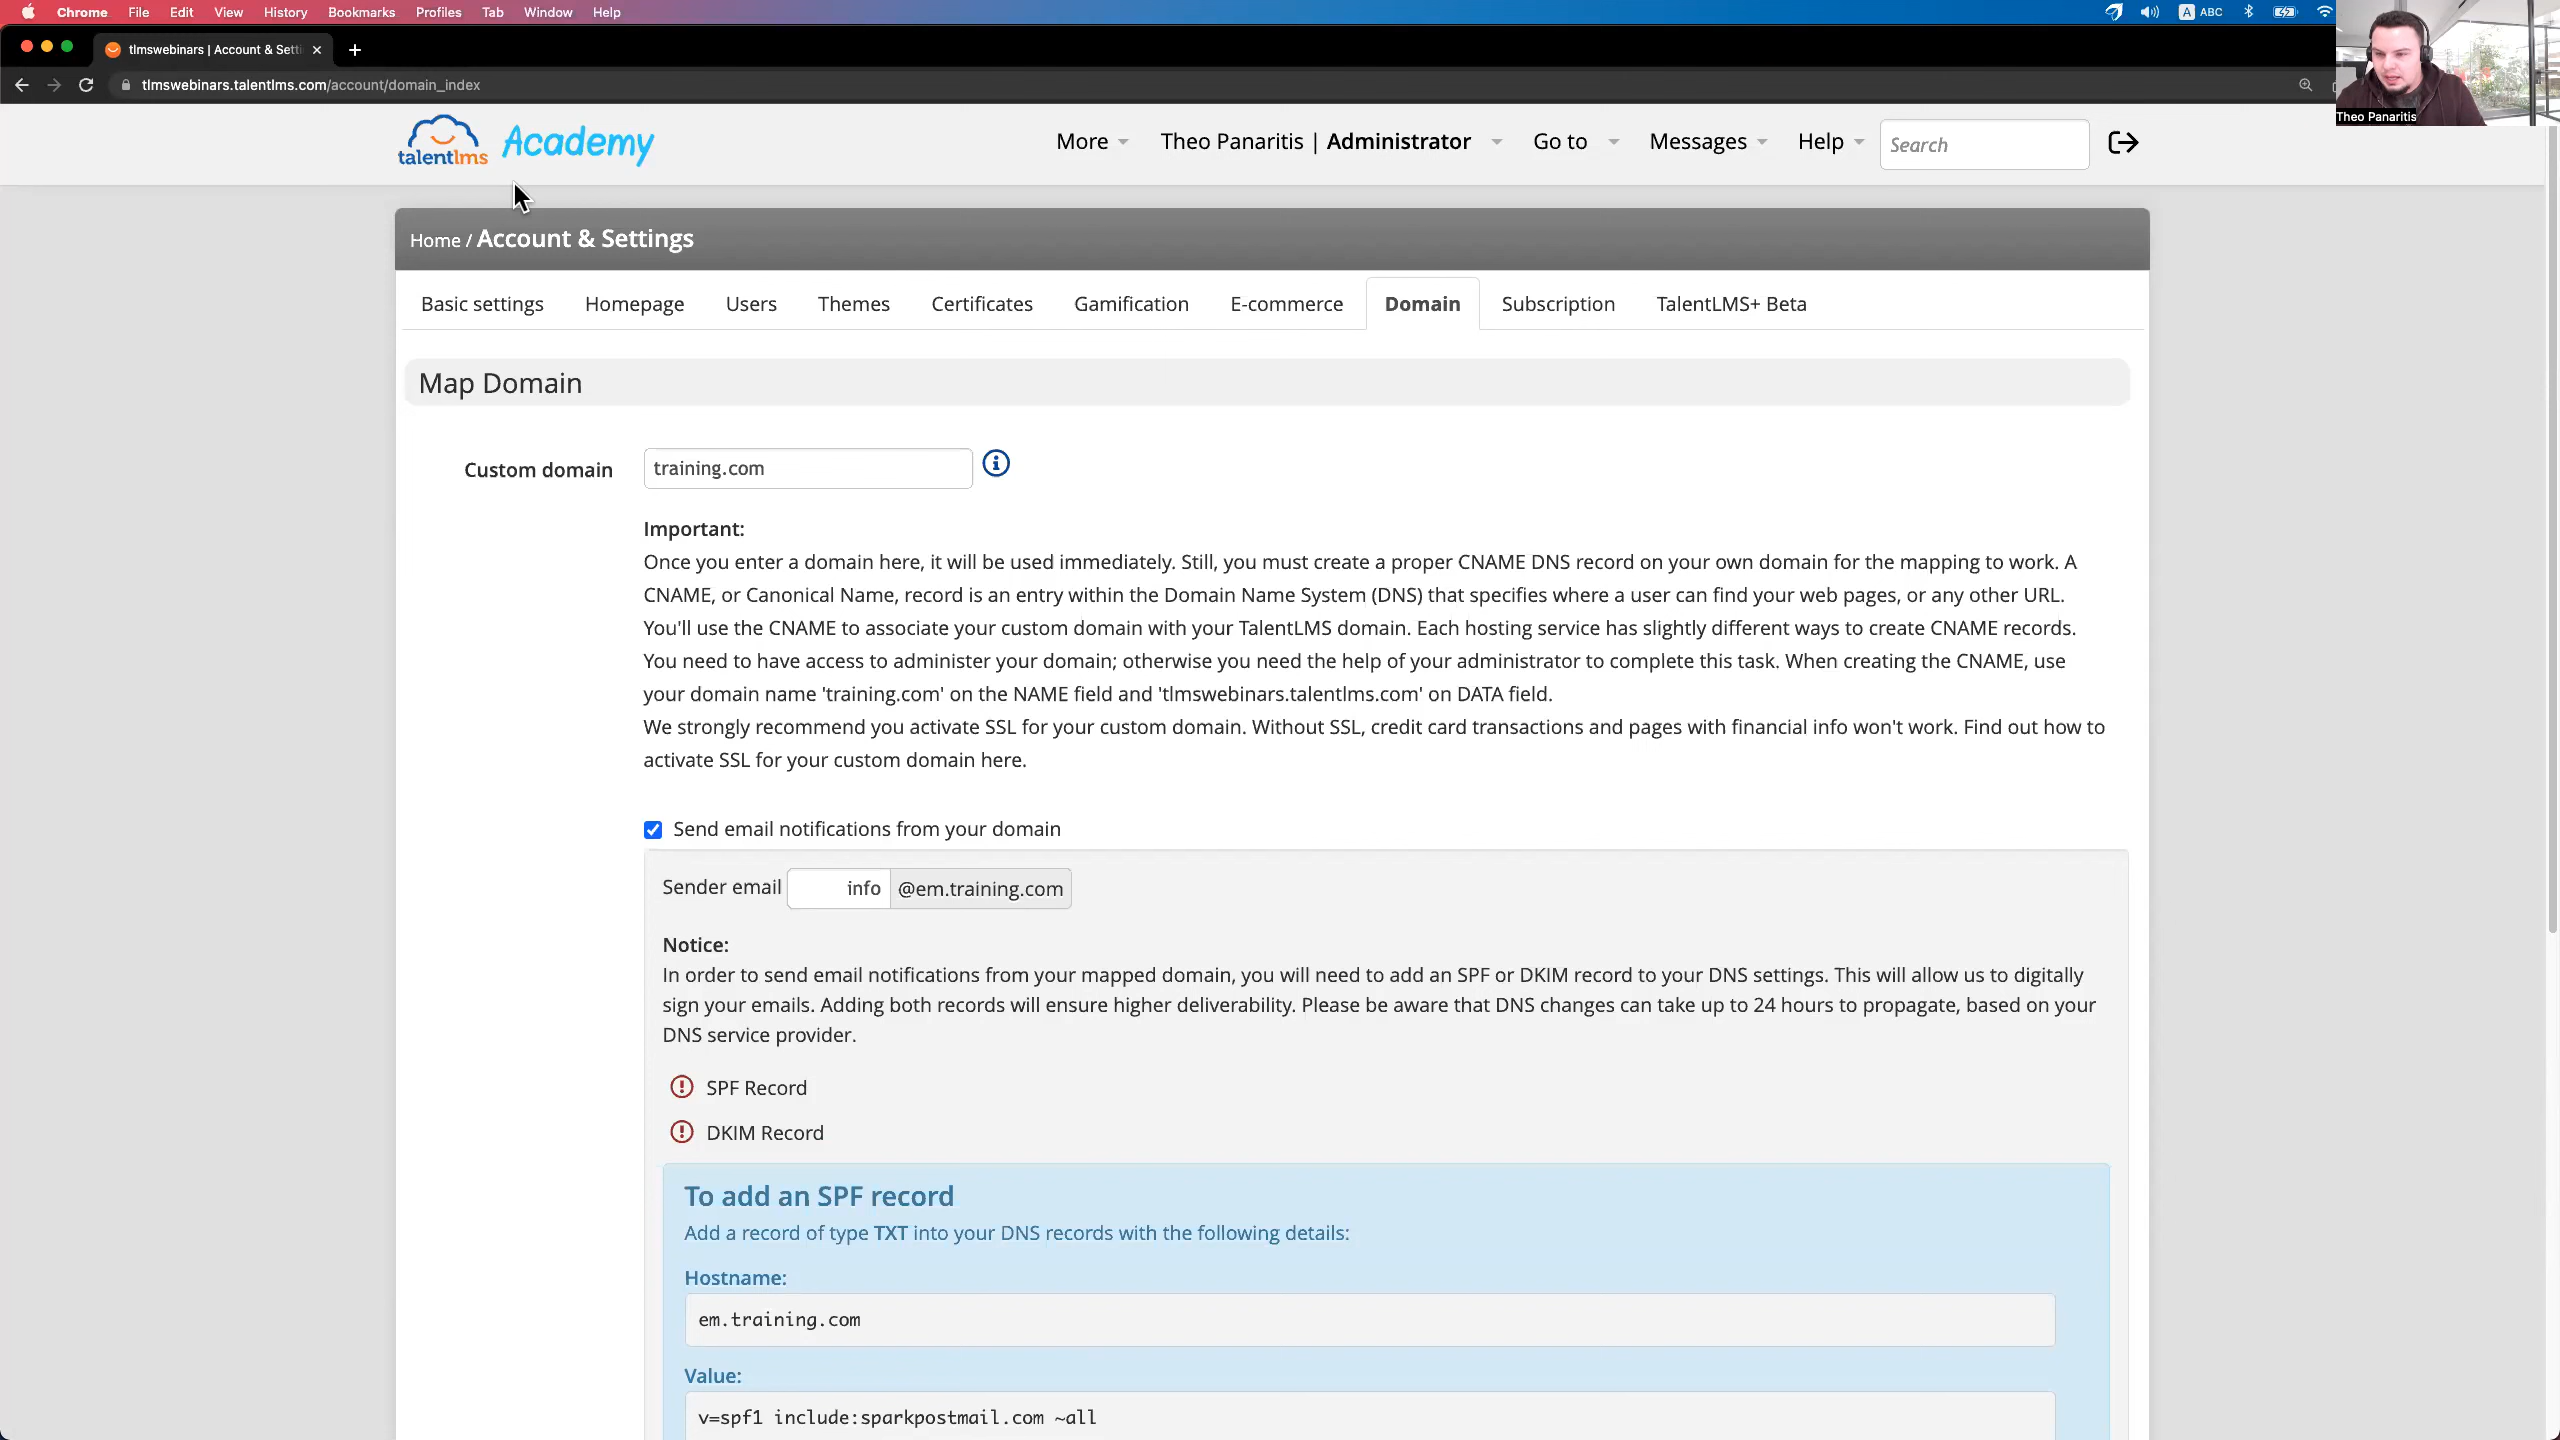 Chrome File Edit View History Bookmarks Profiles Tab Window Help
A ABC
tlmswebinars | Account & Setti
tlmswebinars.talentlms.com/account/domain_index
Theo Panaritis
talentlms Academy
More
Theo Panaritis | Administrator
Go to
Messages
Help
Search
Home / Account & Settings
Basic settings Homepage Users Themes Certificates Gamification E-commerce Domain Subscription TalentLMS+ Beta
Map Domain
Custom domain training.com
Important:
Once you enter a domain here, it will be used immediately. Still, you must create a proper CNAME DNS record on your own domain for the mapping to work. A
CNAME, or Canonical Name, record is an entry within the Domain Name System (DNS) that specifies where a user can find your web pages, or any other URL.
You'll use the CNAME to associate your custom domain with your TalentLMS domain. Each hosting service has slightly different ways to create CNAME records.
You need to have access to administer your domain; otherwise you need the help of your administrator to complete this task. When creating the CNAME, use
your domain name 'training.com' on the NAME field and 'tlmswebinars.talentlms.com' on DATA field.
We strongly recommend you activate SSL for your custom domain. Without SSL, credit card transactions and pages with financial info won't work. Find out how to
activate SSL for your custom domain here.
Send email notifications from your domain
Sender email info @em.training.com
Notice:
In order to send email notifications from your mapped domain, you will need to add an SPF or DKIM record to your DNS settings. This will allow us to digitally
sign your emails. Adding both records will ensure higher deliverability. Please be aware that DNS changes can take up to 24 hours to propagate, based on your
DNS service provider.
SPF Record
DKIM Record
To add an SPF record
Add a record of type TXT into your DNS records with the following details:
Hostname:
em.training.com
Value:
v=spf1 include:sparkpostmail.com ~all